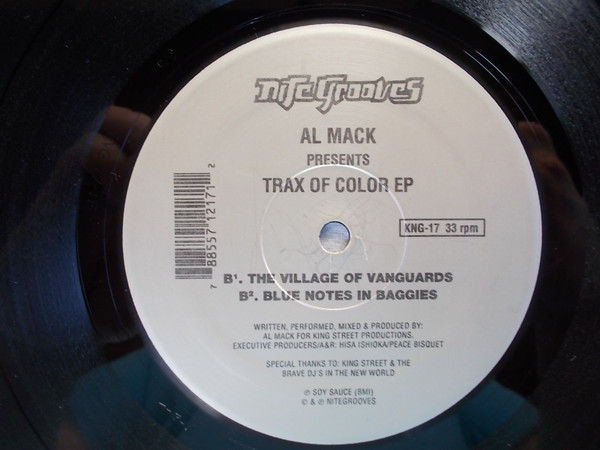 NITE GROOVES
AL MACK
PRESENTS
TRAX OF COLOR EP
KNG-17 33 rpm
7 88557 12171 2
B¹. THE VILLAGE OF VANGUARDS
B². BLUE NOTES IN BAGGIES
WRITTEN, PERFORMED, MIXED & PRODUCED BY:
AL MACK FOR KING STREET PRODUCTIONS.
EXECUTIVE PRODUCERS/A&R: HISA ISHIOKA/PEACE BISQUET
SPECIAL THANKS TO: KING STREET & THE
BRAVE DJ'S IN THE NEW WORLD
℗ SOY SAUCE (BMI)
© & ℗ NITEGROOVES